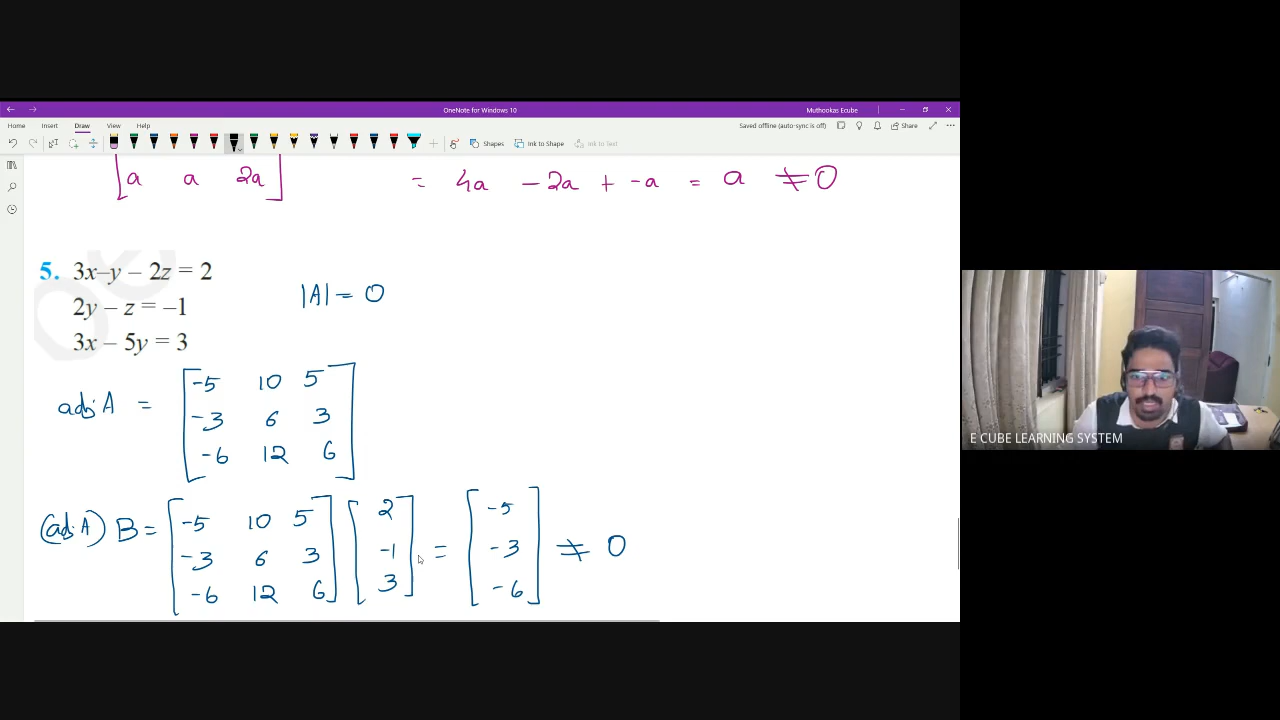 OneNote for Windows 10
Muthookas Ecube
Home Insert Draw View Help
Saved offline (auto-sync is off)
Share
Shapes
Ink to Shape
Ink to Text
a a 2a = 4a - 2a + -a = a ≠ 0
5. 3x–y – 2z = 2
2y – z = –1
3x – 5y = 3
|A| = 0
adj A =
-5 10 5
-3 6 3
-6 12 6
(adj A) B =
-5 10 5
-3 6 3
-6 12 6
2
-1
3
=
-5
-3
-6
≠ 0
E CUBE LEARNING SYSTEM